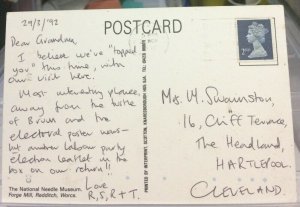 29/3/'92
POSTCARD
Dear Grandma,
I believe we've "topped
you" this time, with
our visit here.
Most interesting place,
away from the
of Brian and the
electoral poster wars-
but another Labour party
election leaflet in the
box on our return!!
Love
R, S, R + T.
The National Needle Museum.
Forge Mill, Redditch, Worcs.
Mrs. M. Swainston,
16, Cliff Terrace,
The Headland,
HARTLEPOOL
CLEVELAND.